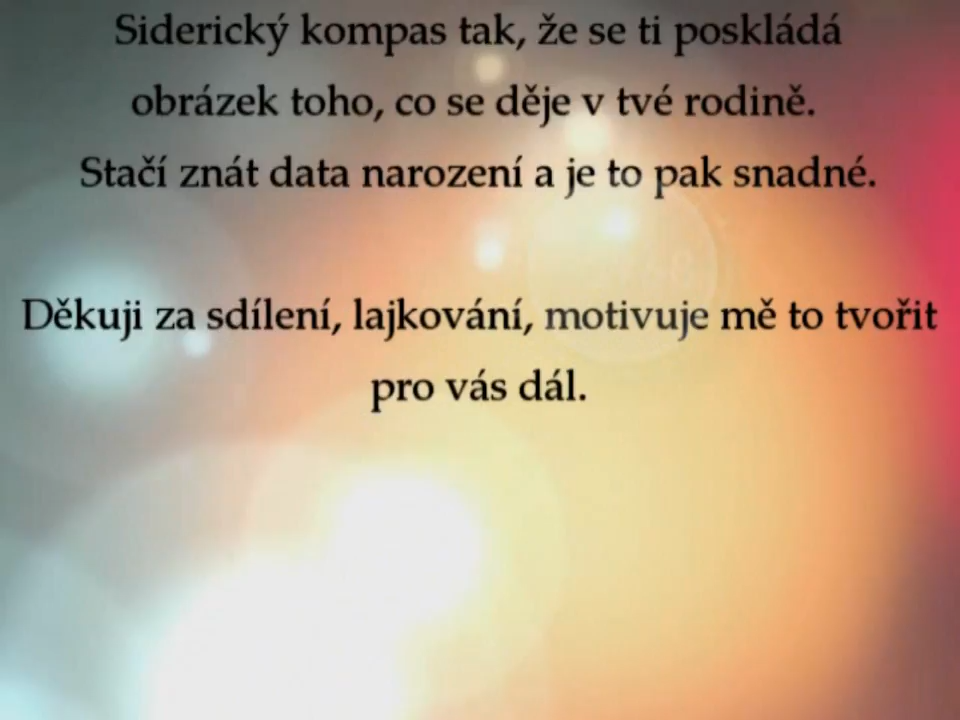 Siderický kompas tak, že se ti poskládá
obrázek toho, co se děje v tvé rodině.
Stačí znát data narození a je to pak snadné.
Děkuji za sdílení, lajkování, motivuje mě to tvořit
pro vás dál.